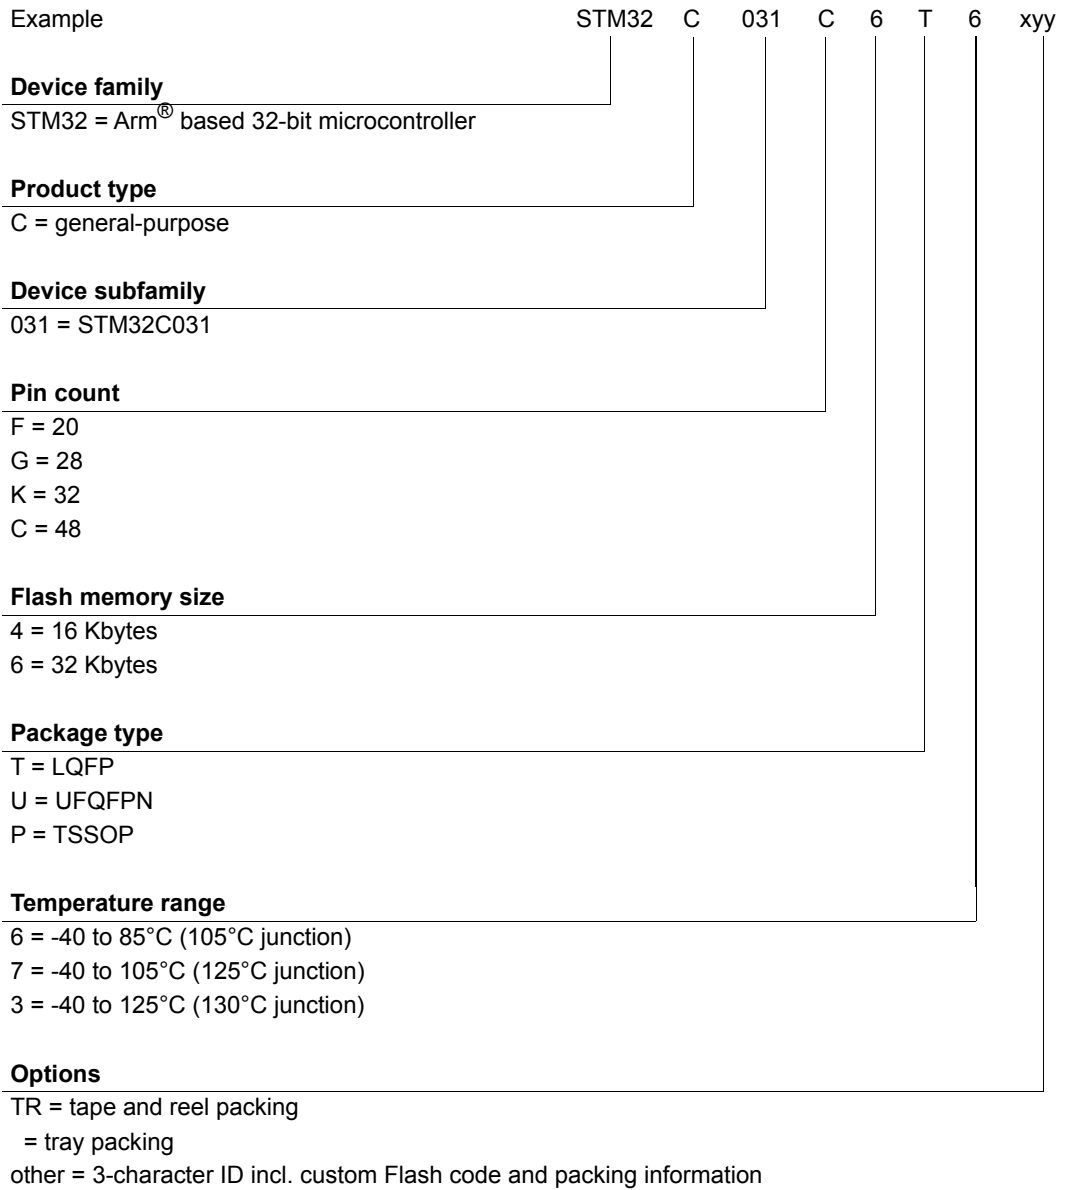 Example STM32 C 031 C 6 T 6 xyy
Device family
STM32 = Arm® based 32-bit microcontroller
Product type
C = general-purpose
Device subfamily
031 = STM32C031
Pin count
F = 20
G = 28
K = 32
C = 48
Flash memory size
4 = 16 Kbytes
6 = 32 Kbytes
Package type
T = LQFP
U = UFQFPN
P = TSSOP
Temperature range
6 = -40 to 85°C (105°C junction)
7 = -40 to 105°C (125°C junction)
3 = -40 to 125°C (130°C junction)
Options
TR = tape and reel packing
= tray packing
other = 3-character ID incl. custom Flash code and packing information